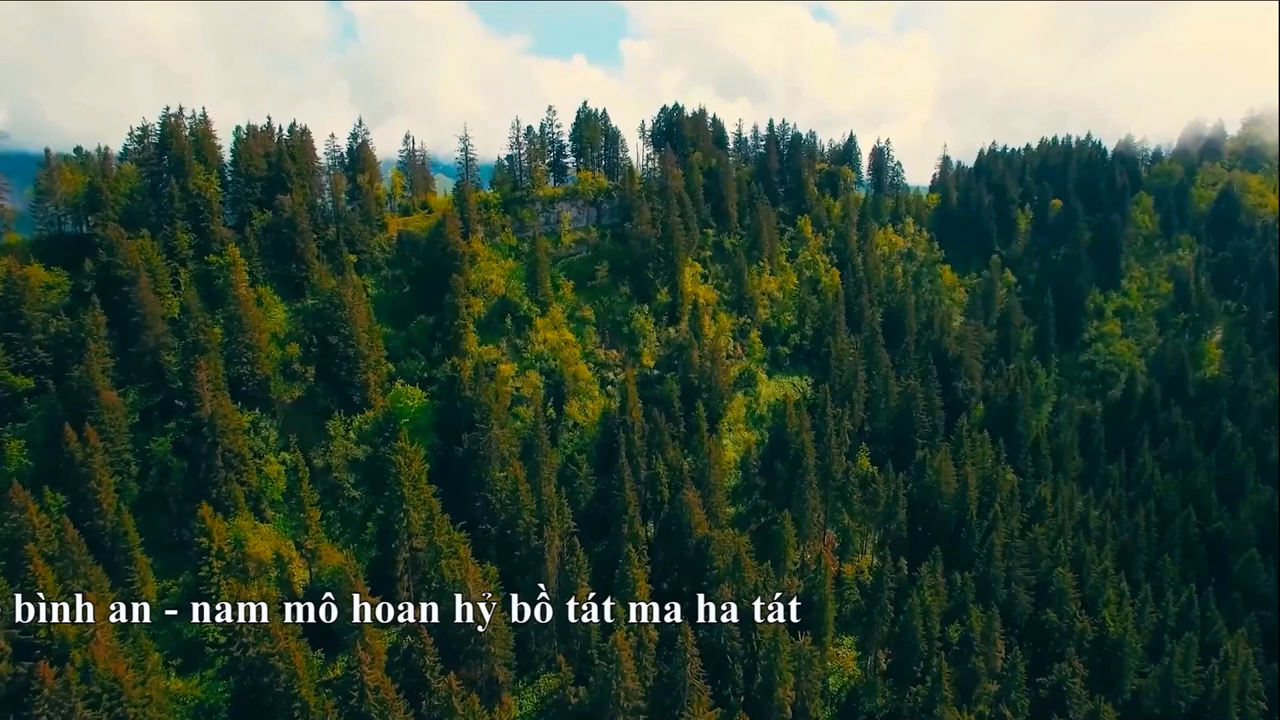 bình an - nam mô hoan hỷ bồ tát ma ha tát